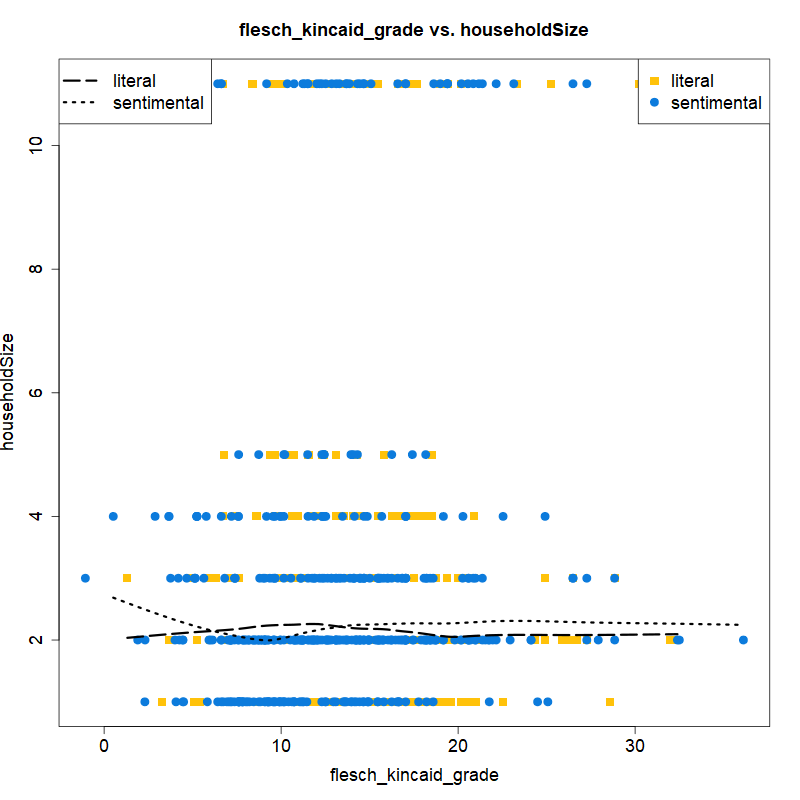 flesch_kincaid_grade vs. householdSize
literal
sentimental
literal
sentimental
householdSize
10
8
6
4
2
0
10
20
30
flesch_kincaid_grade